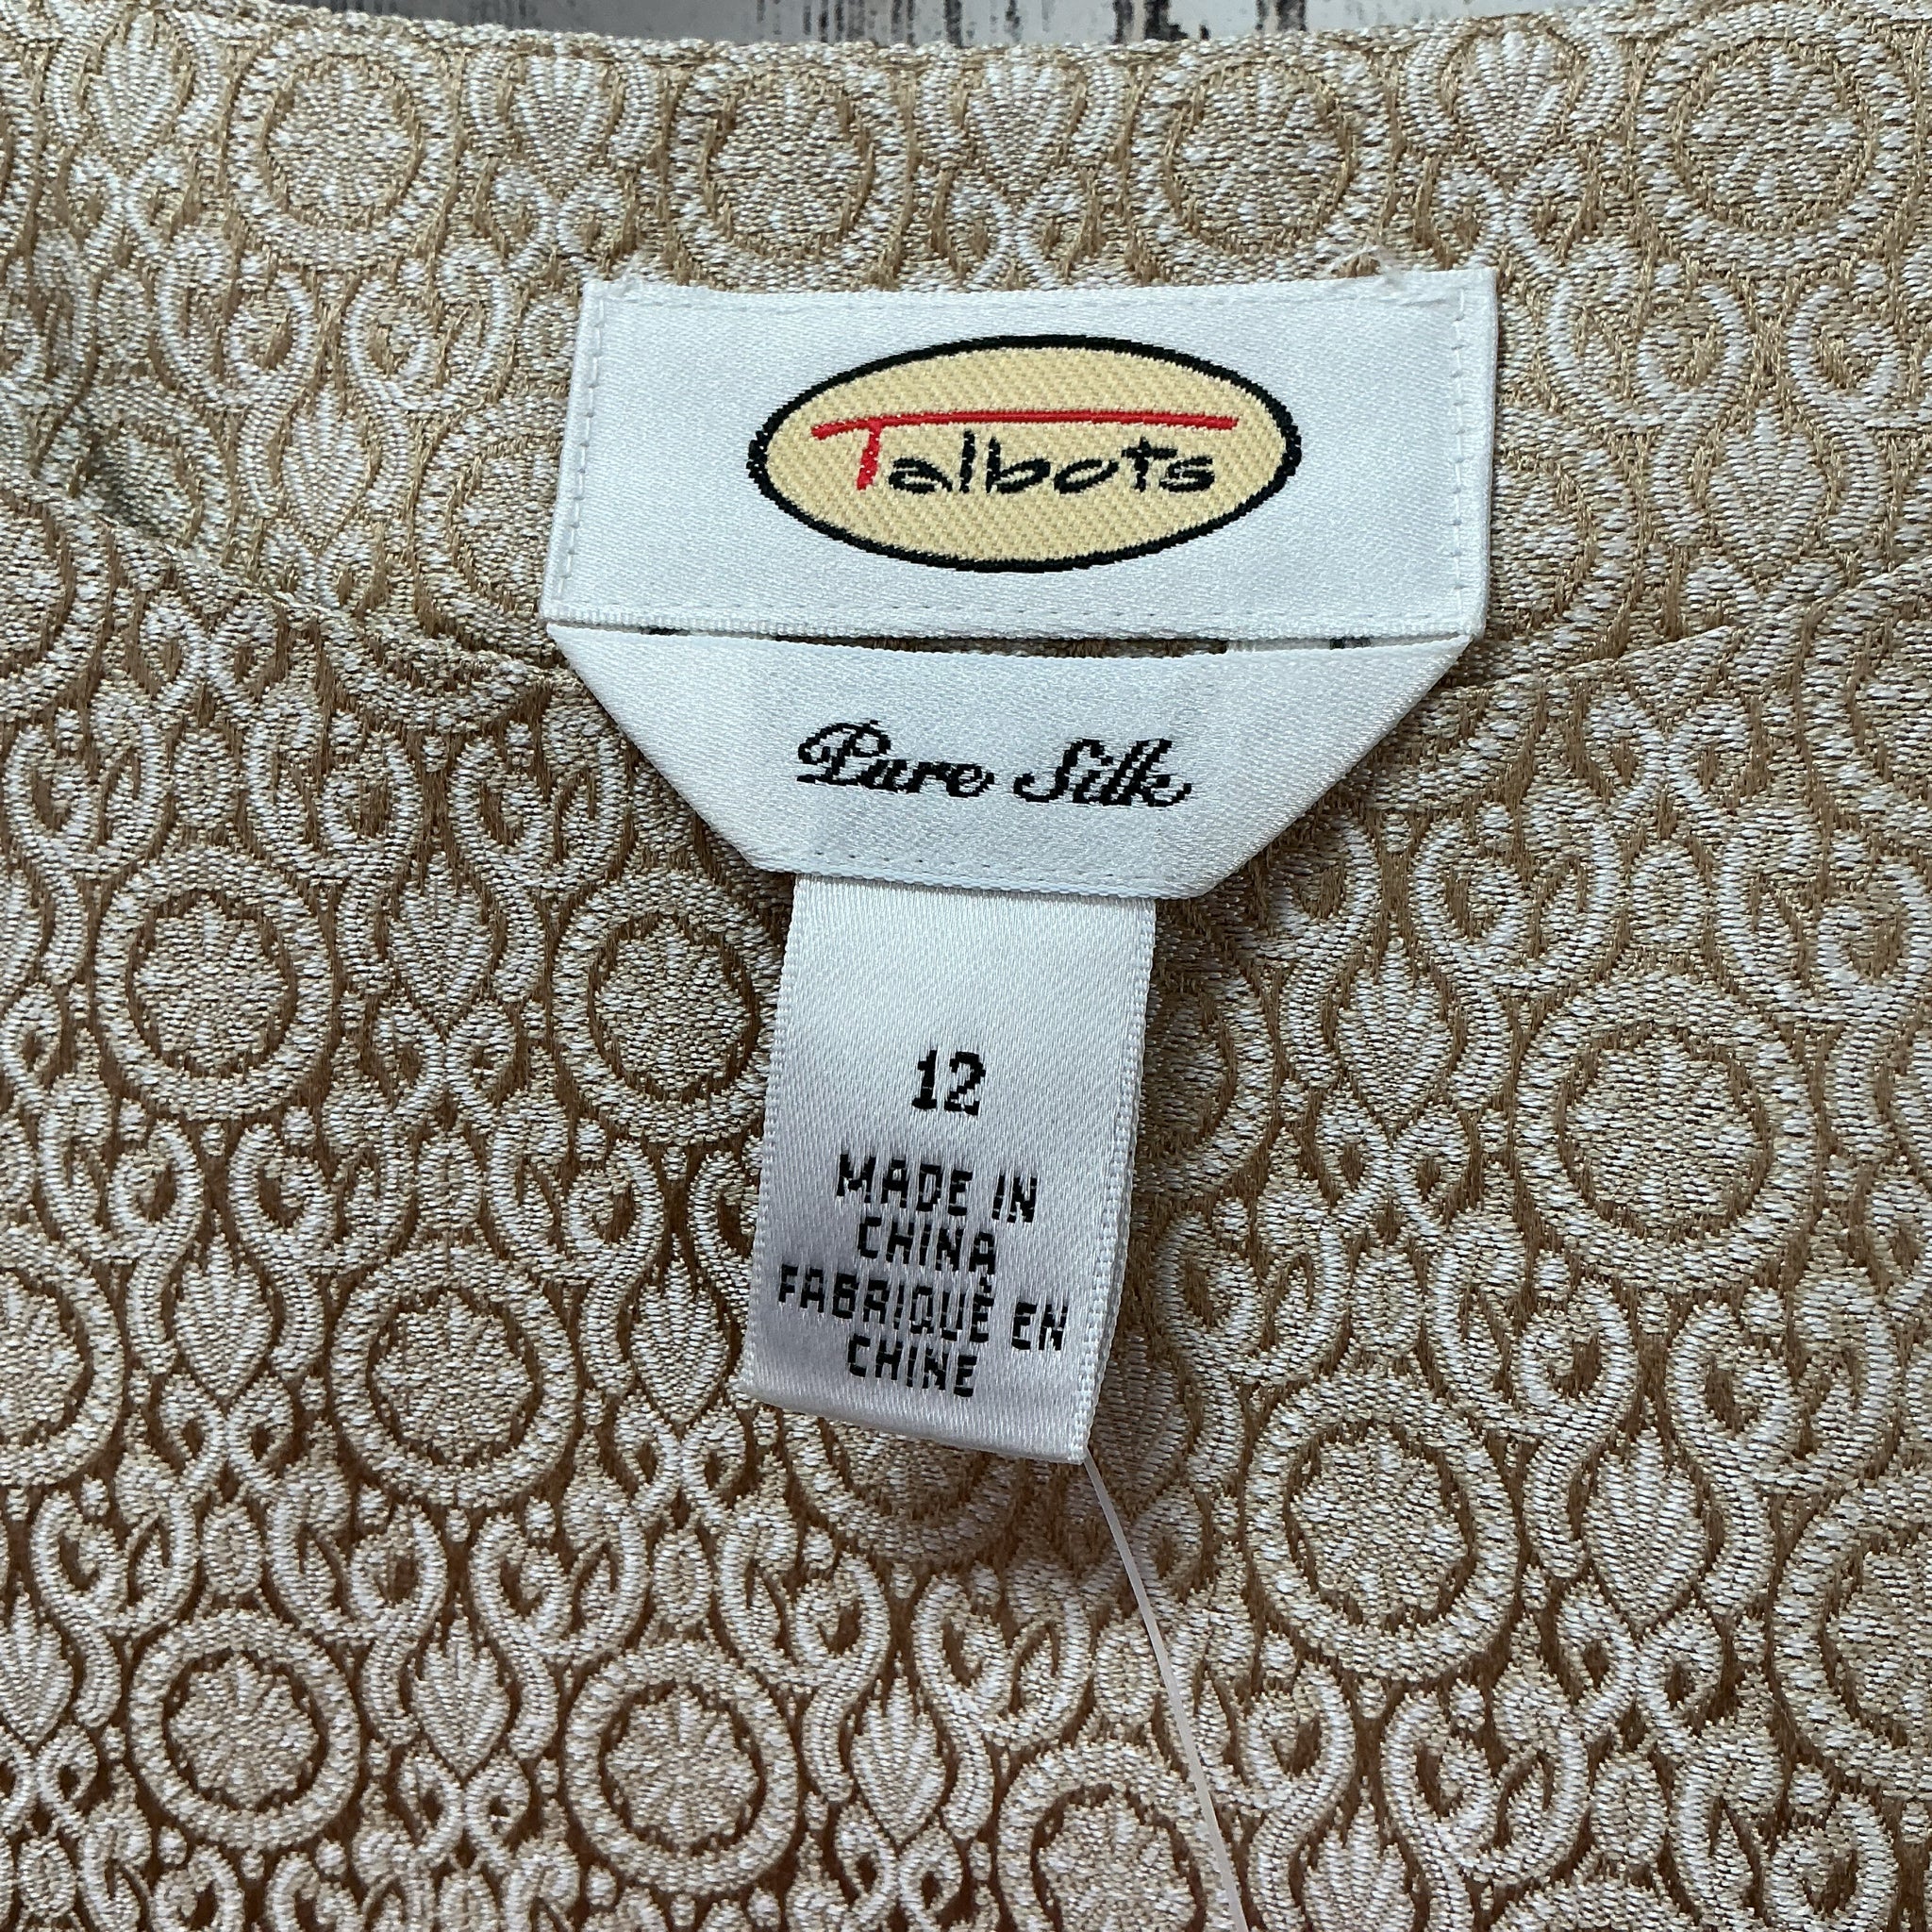 Talbots
Pure Silk
12
MADE IN
CHINA
FABRIQUÉ EN
CHINE